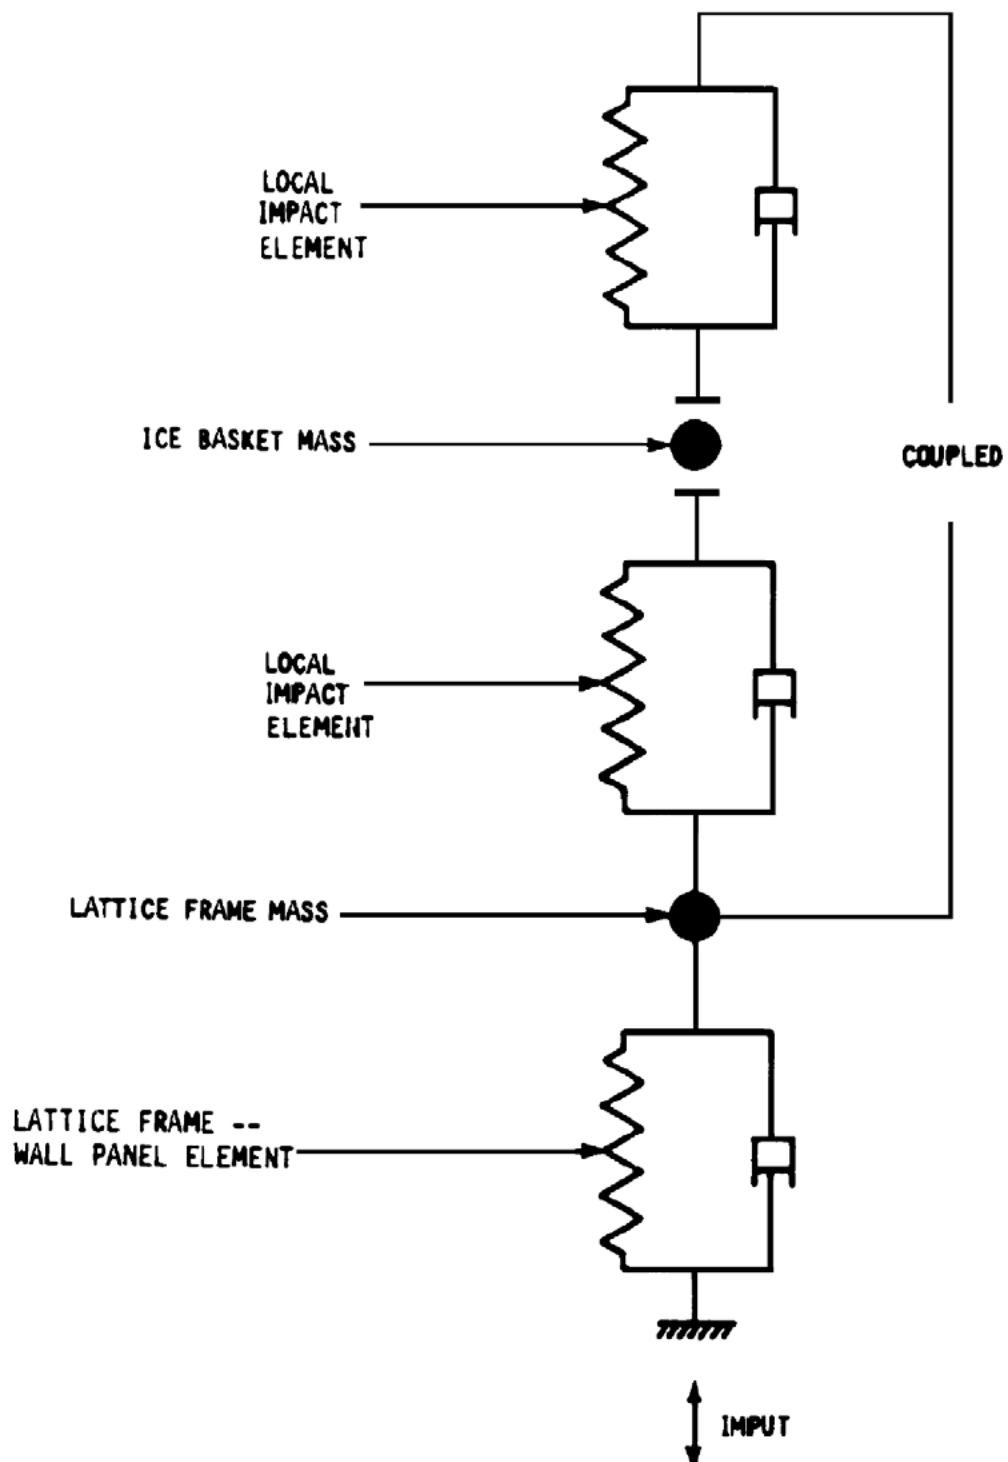 LOCAL
IMPACT
ELEMENT
ICE BASKET MASS
COUPLED
LOCAL
IMPACT
ELEMENT
LATTICE FRAME MASS
LATTICE FRAME --
WALL PANEL ELEMENT
IMPUT